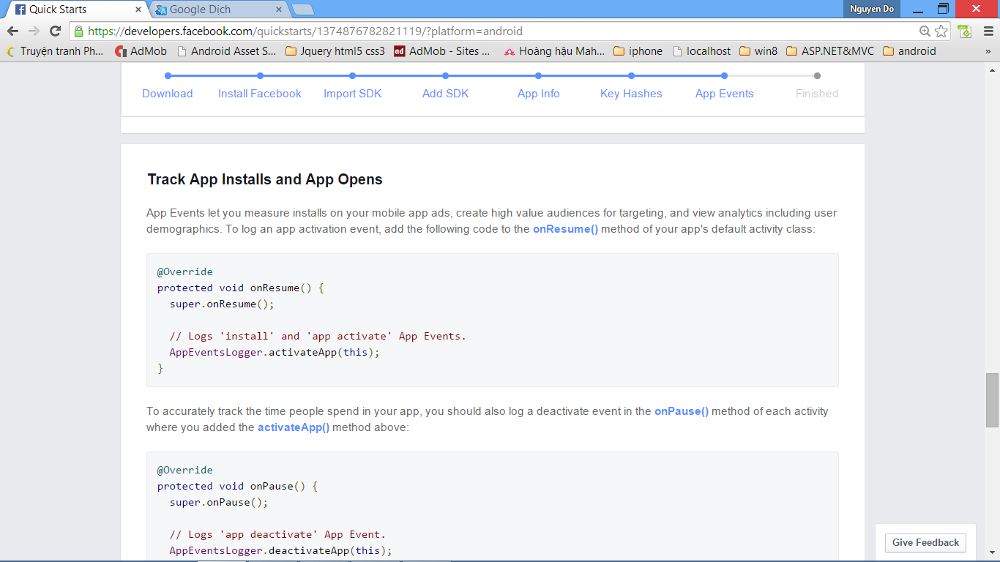 Quick Starts
Google Dịch
Nguyen Do
https://developers.facebook.com/quickstarts/1374876782821119/?platform=android
Truyện tranh Ph...
AdMob
Android Asset S...
Jquery html5 css3
ad AdMob - Sites ...
Hoàng hậu Mah...
iphone
localhost
win8
ASP.NET&MVC
android
»
Download
Install Facebook
Import SDK
Add SDK
App Info
Key Hashes
App Events
Finished
Track App Installs and App Opens
App Events let you measure installs on your mobile app ads, create high value audiences for targeting, and view analytics including user
demographics. To log an app activation event, add the following code to the onResume() method of your app's default activity class:
@Override
protected void onResume() {
super.onResume();
// Logs 'install' and 'app activate' App Events.
AppEventsLogger.activateApp(this);
}
To accurately track the time people spend in your app, you should also log a deactivate event in the onPause() method of each activity
where you added the activateApp() method above:
@Override
protected void onPause() {
super.onPause();
// Logs 'app deactivate' App Event.
AppEventsLogger.deactivateApp(this);
Give Feedback